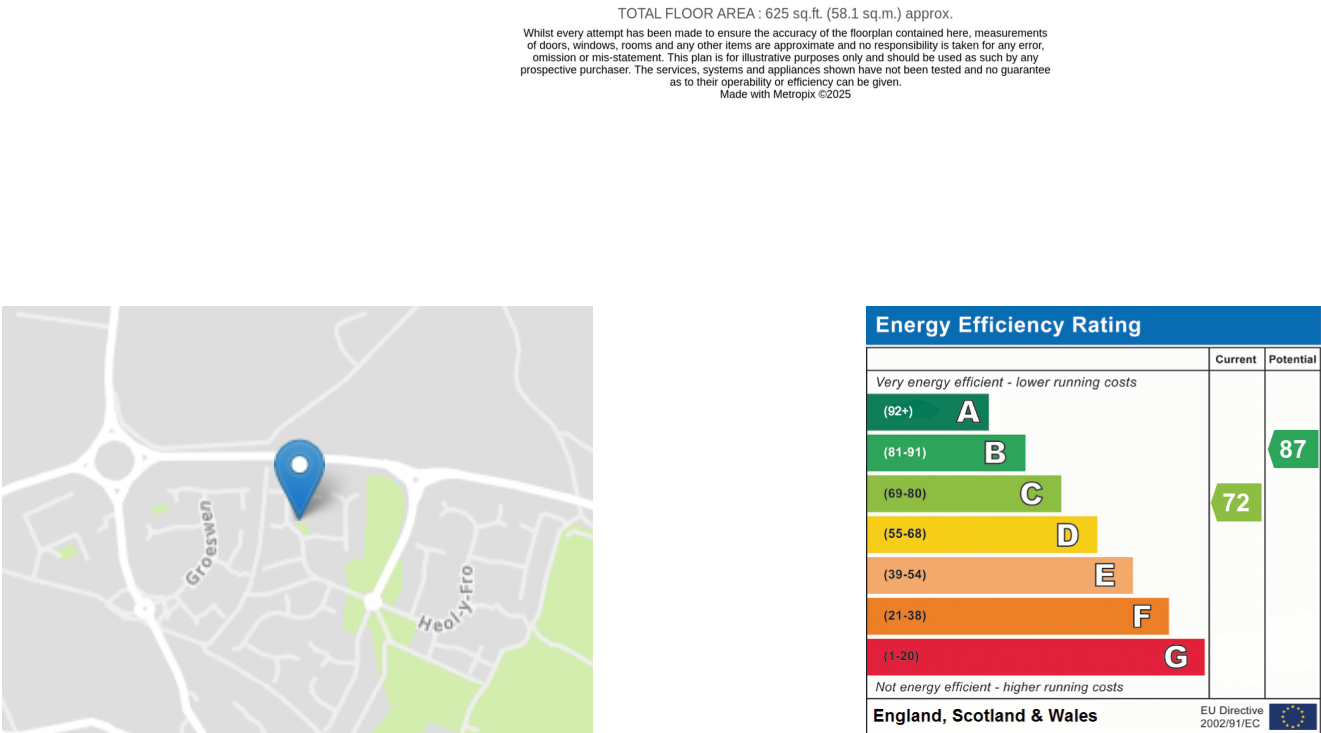 TOTAL FLOOR AREA : 625 sq.ft. (58.1 sq.m.) approx.
Whilst every attempt has been made to ensure the accuracy of the floorplan contained here, measurements
of doors, windows, rooms and any other items are approximate and no responsibility is taken for any error,
omission or mis-statement. This plan is for illustrative purposes only and should be used as such by any
prospective purchaser. The services, systems and appliances shown have not been tested and no guarantee
as to their operability or efficiency can be given.
Made with Metropix ©2025
Groeswen
Heol-y-Fro
Energy Efficiency Rating
Current Potential
Very energy efficient - lower running costs
(92+) A
(81-91) B
87
(69-80) C
72
(55-68) D
(39-54) E
(21-38) F
(1-20) G
Not energy efficient - higher running costs
England, Scotland & Wales
EU Directive
2002/91/EC